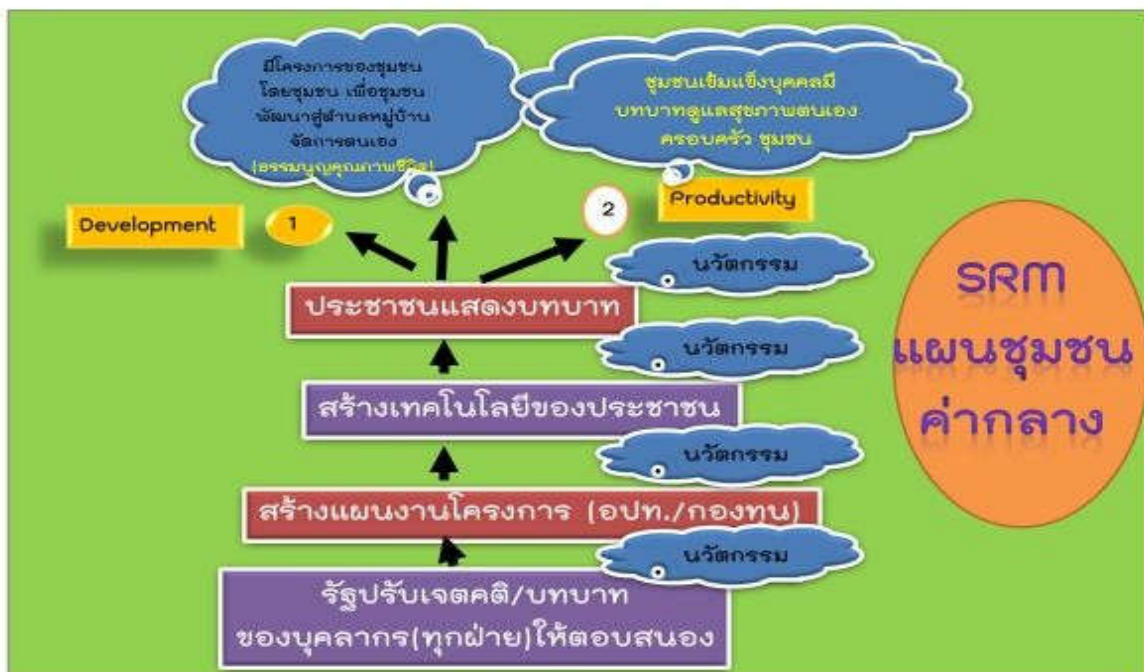 มีโครงการของชุมชน
โดยชุมชน เพื่อชุมชน
พัฒนาสู่ตำบลหมู่บ้าน
จัดการตนเอง
(ธรรมนูญคุณภาพชีวิต)
ชุมชนเข้มแข็งบุคคลมี
บทบาทดูแลสุขภาพตนเอง
ครอบครัว ชุมชน
Development
1
2
Productivity
นวัตกรรม
ประชาชนแสดงบทบาท
นวัตกรรม
สร้างเทคโนโลยีของประชาชน
นวัตกรรม
สร้างแผนงานโครงการ (อปท./กองทุน)
นวัตกรรม
รัฐปรับเจตคติ/บทบาท
ของบุคลากร(ทุกฝ่าย)ให้ตอบสนอง
SRM
แผนชุมชน
ค่ากลาง